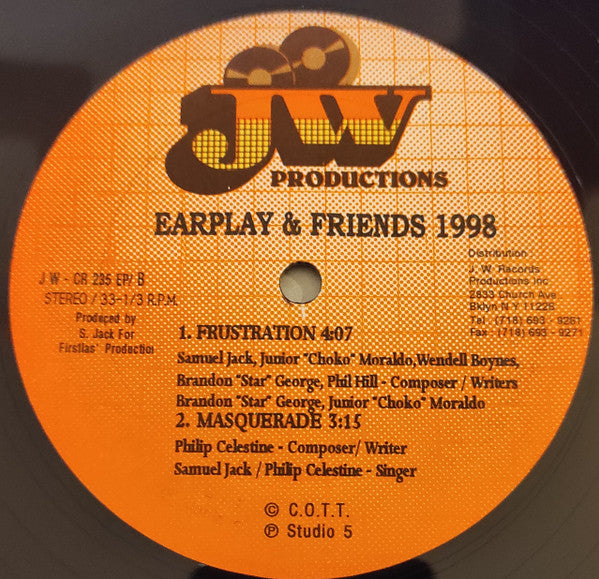 JW
PRODUCTIONS
EARPLAY & FRIENDS 1998
J W - CR 235 EP/ B
STEREO / 33-1/3 R.P.M.
Prodeced by
S. Jack For
Firstlas' Production
Distribution
J. W. Records
Productions Inc.
2833 Church Ave.
Bklyn N Y 11226
Tkl. (718) 693 - 9261
Fax - (718) 693 - 9271
1. FRUSTRATION 4:07
Samuel Jack, Junior "Choko" Moraldo,Wendell Boynes,
Brandon "Star" George, Phil Hill - Composer / Writers
Brandon "Star" George, Junior "Choko" Moraldo
2. MASQUERADE 3:15
Philip Celestine - Composer/ Writer
Samuel Jack / Philip Celestine - Singer
© C.O.T.T.
℗ Studio 5